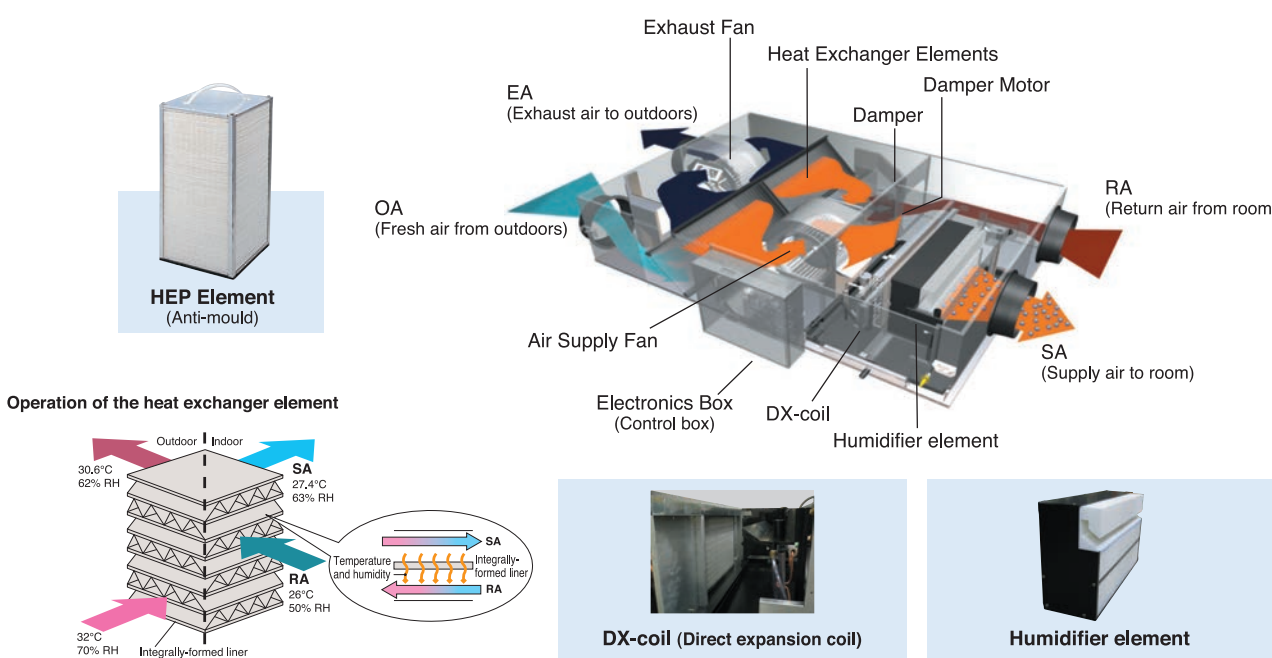 Exhaust Fan
Heat Exchanger Elements
Damper Motor
EA
(Exhaust air to outdoors)
Damper
RA
(Return air from room
OA
(Fresh air from outdoors)
HEP Element
(Anti-mould)
Air Supply Fan
SA
(Supply air to room)
Electronics Box
(Control box)
DX-coil
Humidifier element
Operation of the heat exchanger element
Outdoor
Indoor
30.6°C
62% RH
SA
27.4°C
63% RH
SA
Temperature
and humidity
Integrally-
formed liner
RA
RA
26°C
50% RH
32°C
70% RH
Integrally-formed liner
DX-coil (Direct expansion coil)
Humidifier element